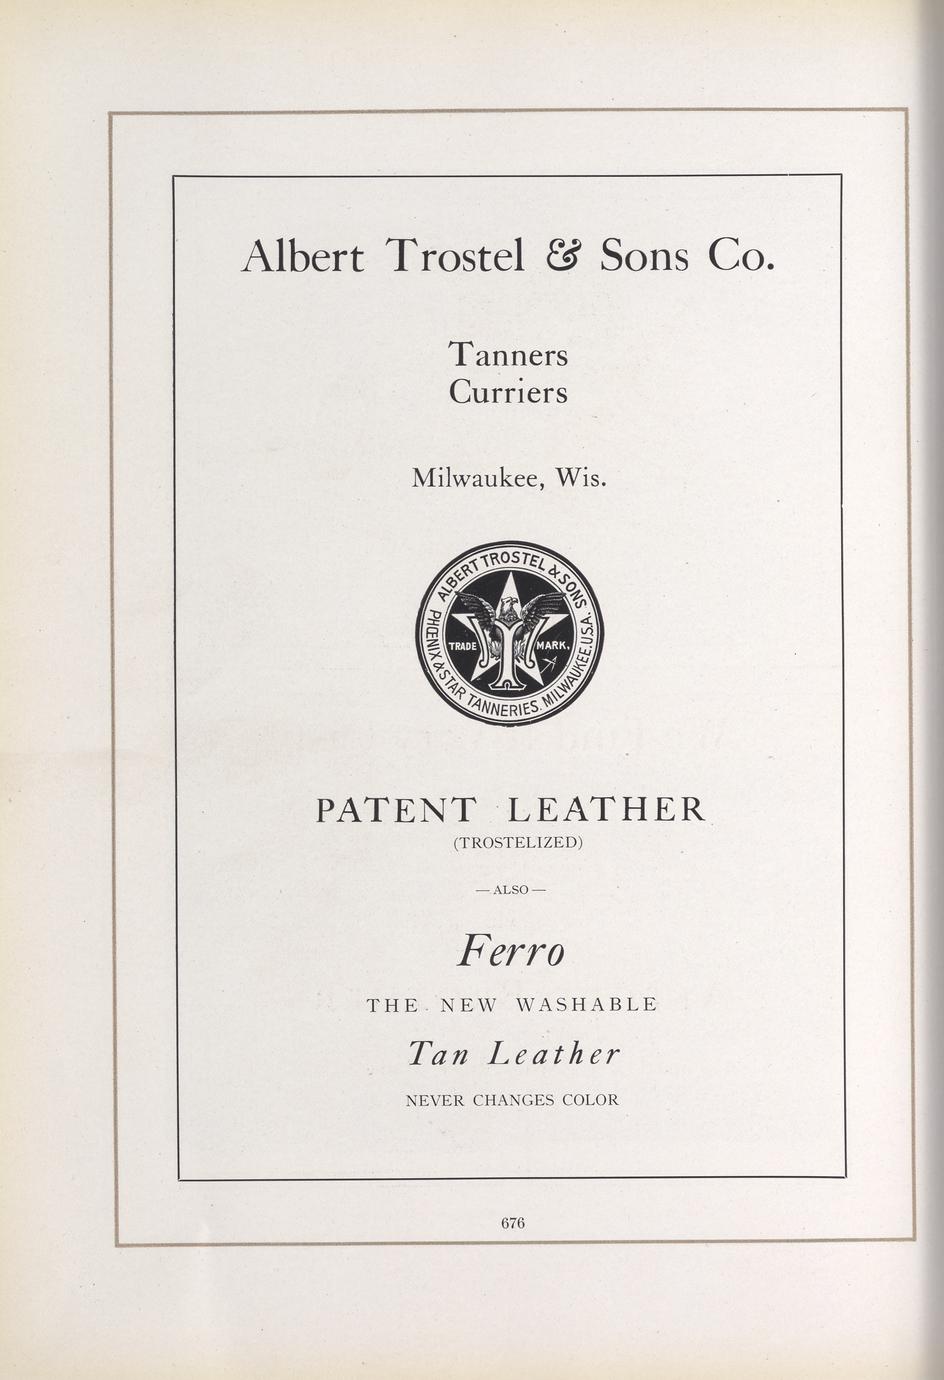 Albert Trostel & Sons Co.
Tanners
Curriers
Milwaukee, Wis.
ALBERT TROSTEL & SONS
TRADE MARK.
PHŒNIX & STAR TANNERIES. MILWAUKEE.U.S.A.
PATENT LEATHER
(TROSTELIZED)
— ALSO —
Ferro
THE NEW WASHABLE
Tan Leather
NEVER CHANGES COLOR
676